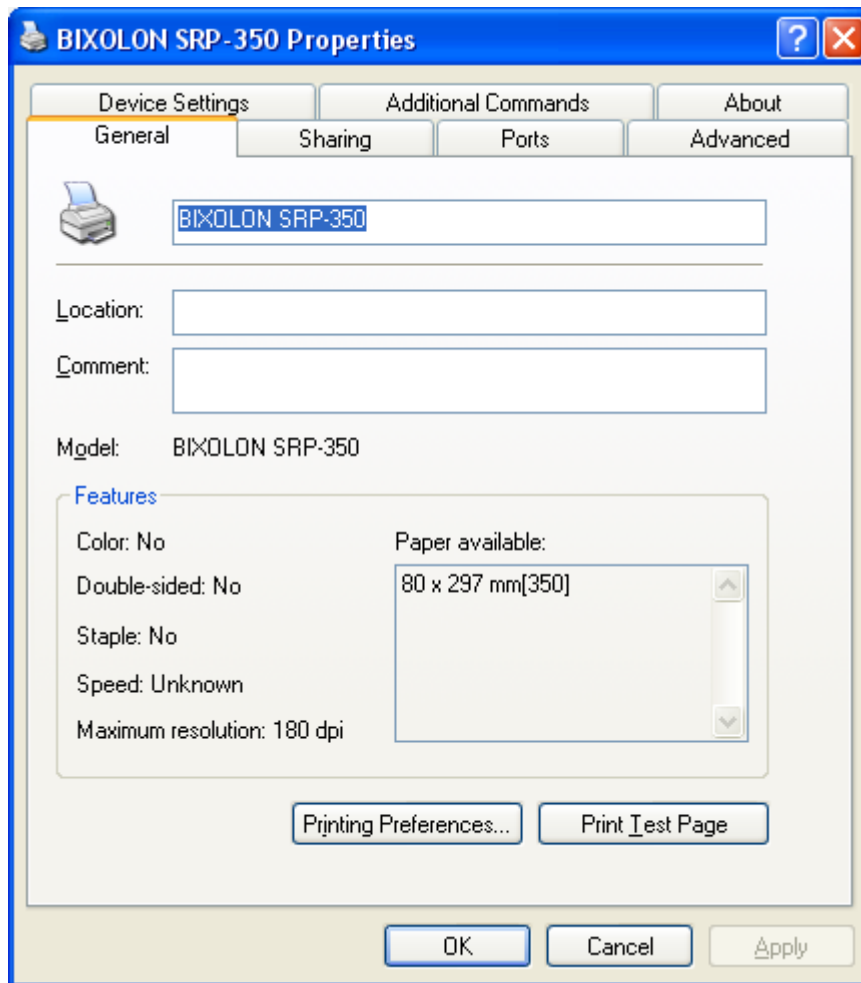 BIXOLON SRP-350 Properties
Device Settings Additional Commands About
General Sharing Ports Advanced
BIXOLON SRP-350
Location:
Comment:
Model: BIXOLON SRP-350
Features
Color: No Paper available:
Double-sided: No 80 x 297 mm[350]
Staple: No
Speed: Unknown
Maximum resolution: 180 dpi
Printing Preferences... Print Test Page
OK Cancel Apply